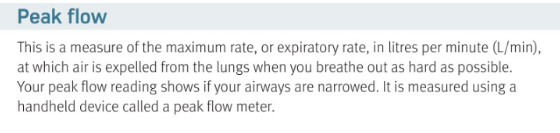 Peak flow
This is a measure of the maximum rate, or expiratory rate, in litres per minute (L/min),
at which air is expelled from the lungs when you breathe out as hard as possible.
Your peak flow reading shows if your airways are narrowed. It is measured using a
handheld device called a peak flow meter.